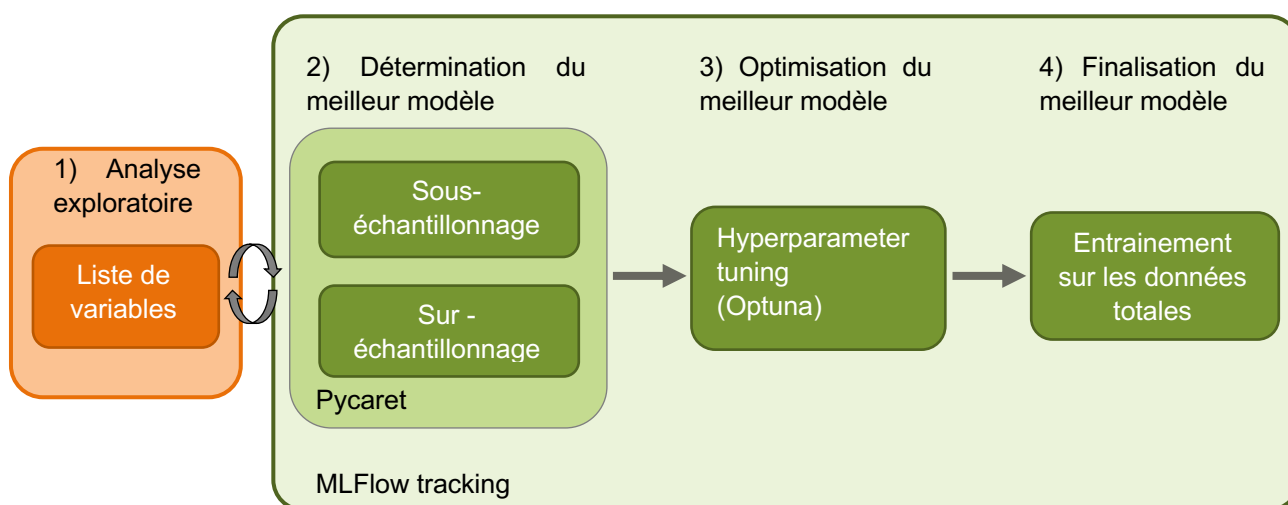 2) Détermination du
meilleur modèle
3) Optimisation du
meilleur modèle
4) Finalisation du
meilleur modèle
1) Analyse
exploratoire
Liste de
variables
Sous-
échantillonnage
Sur -
échantillonnage
Pycaret
Hyperparameter
tuning
(Optuna)
Entrainement
sur les données
totales
MLFlow tracking